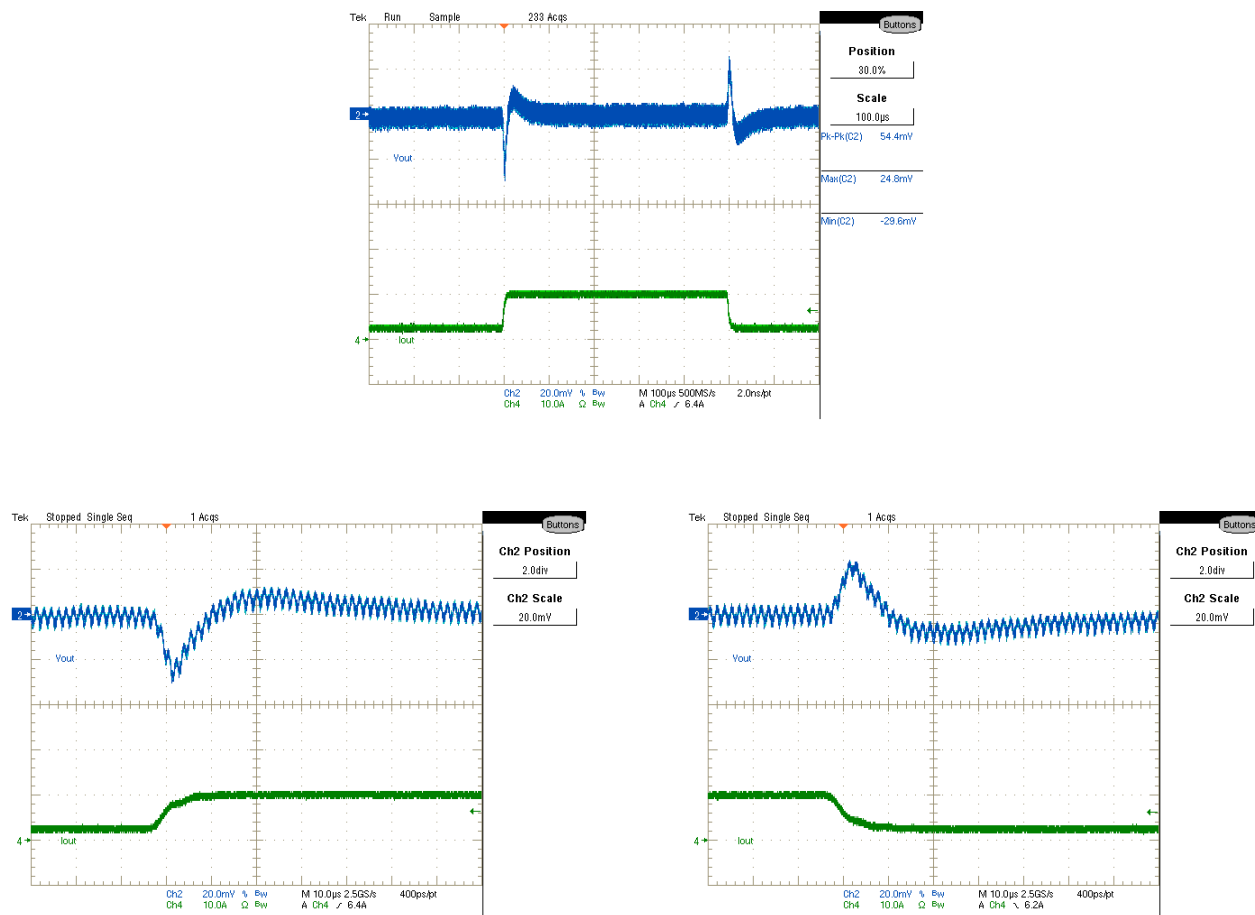 Tek Run Sample 233 Acqs
Buttons
Position
30.0%
Scale
100.0µs
Pk-Pk(C2) 54.4mV
Max(C2) 24.8mV
Min(C2) -29.6mV
2
Vout
4 Iout
Ch2 20.0mV % Bw M 100µs 500MS/s 2.0ns/pt
Ch4 10.0A Ω Bw A Ch4 ⁄ 6.4A
Tek Stopped Single Seq 1 Acqs
Buttons
Ch2 Position
2.0div
Ch2 Scale
20.0mV
2
Vout
4 Iout
Ch2 20.0mV % Bw M 10.0µs 2.5GS/s 400ps/pt
Ch4 10.0A Ω Bw A Ch4 \ 6.4A
Tek Stopped Single Seq 1 Acqs
Buttons
Ch2 Position
2.0div
Ch2 Scale
20.0mV
2
Vout
4 Iout
Ch2 20.0mV % Bw M 10.0µs 2.5GS/s 400ps/pt
Ch4 10.0A Ω Bw A Ch4 \ 6.2A